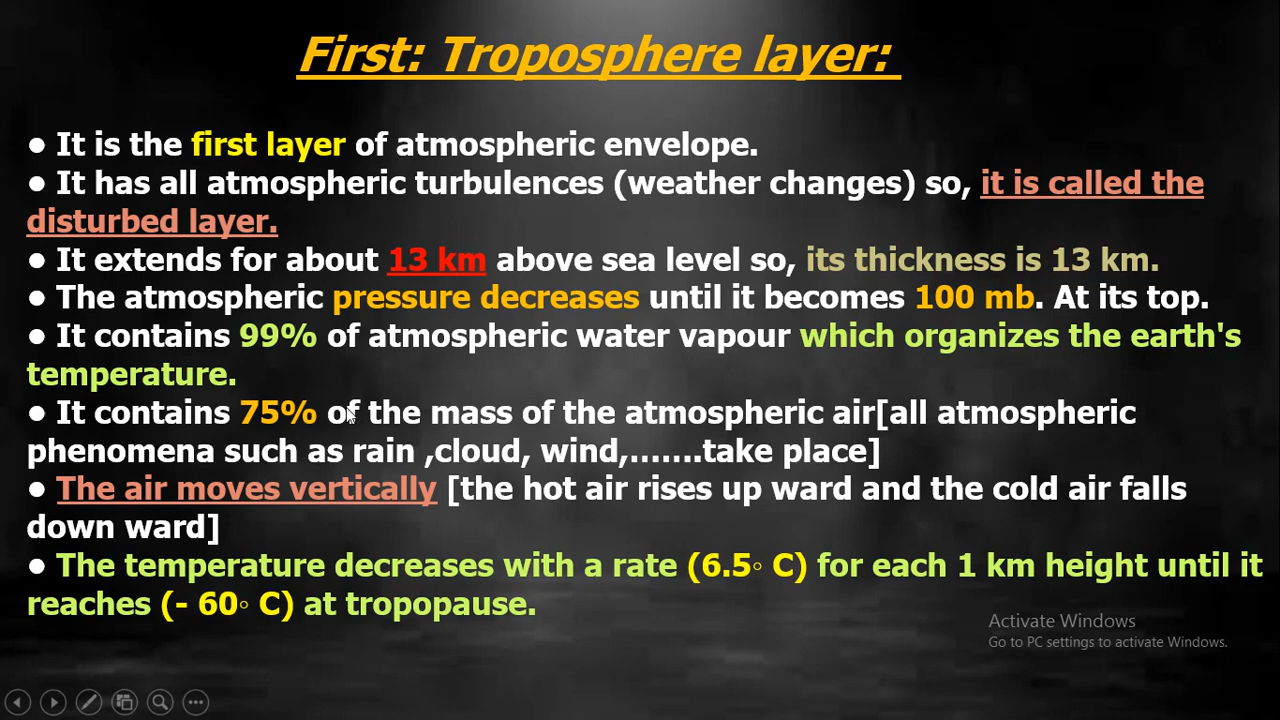 First: Troposphere layer:
● It is the first layer of atmospheric envelope.
● It has all atmospheric turbulences (weather changes) so, it is called the
disturbed layer.
● It extends for about 13 km above sea level so, its thickness is 13 km.
● The atmospheric pressure decreases until it becomes 100 mb. At its top.
● It contains 99% of atmospheric water vapour which organizes the earth's
temperature.
● It contains 75% of the mass of the atmospheric air[all atmospheric
phenomena such as rain ,cloud, wind,.......take place]
● The air moves vertically [the hot air rises up ward and the cold air falls
down ward]
● The temperature decreases with a rate (6.5◦ C) for each 1 km height until it
reaches (- 60◦ C) at tropopause.
Activate Windows
Go to PC settings to activate Windows.